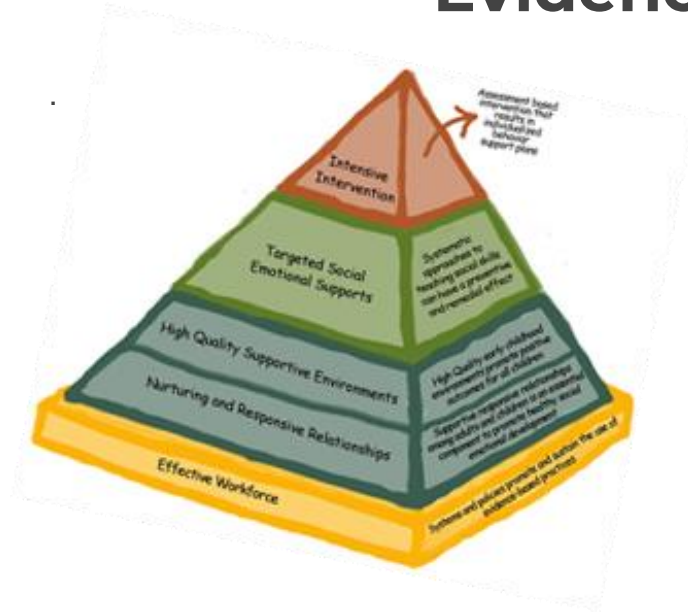 Evidenc
Assessment based
intervention that
results in
individualized
behavior
support plans
Intensive
Intervention
Targeted Social
Emotional Supports
Systematic
approaches to
teaching social skills
can have a preventive
and remedial effect
High Quality Supportive Environments
High Quality early childhood
environments promote positive
outcomes for all children
Nurturing and Responsive Relationships
Supportive responsive relationships
among adults and children is an essential
component to promote healthy social
emotional development
Effective Workforce
Systems and policies promote and sustain the use of
evidence-based practices